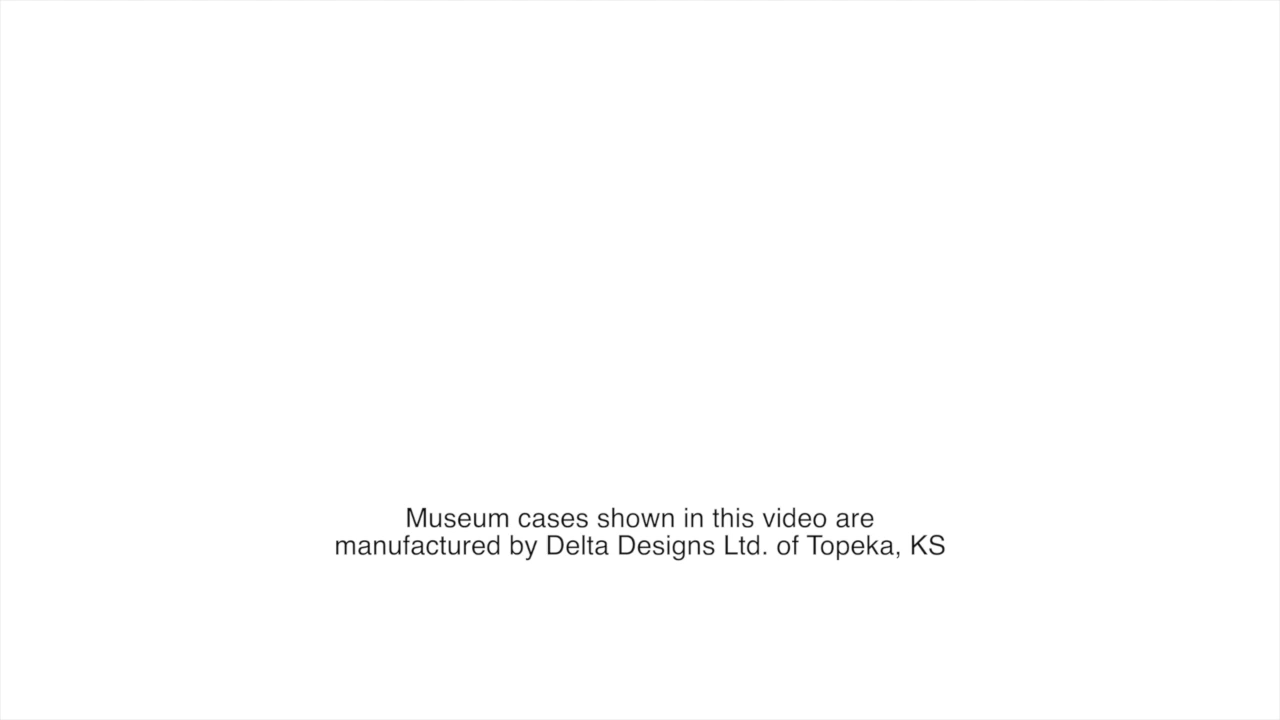 Museum cases shown in this video are
manufactured by Delta Designs Ltd. of Topeka, KS